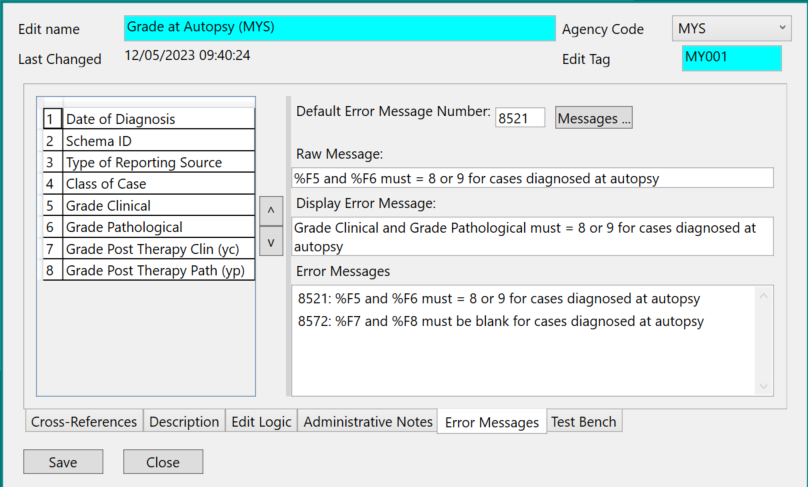 Edit name
Grade at Autopsy (MYS)
Agency Code
MYS
Last Changed
12/05/2023 09:40:24
Edit Tag
MY001
1 Date of Diagnosis
2 Schema ID
3 Type of Reporting Source
4 Class of Case
5 Grade Clinical
6 Grade Pathological
7 Grade Post Therapy Clin (yc)
8 Grade Post Therapy Path (yp)
^
v
Default Error Message Number:
8521
Messages ...
Raw Message:
%F5 and %F6 must = 8 or 9 for cases diagnosed at autopsy
Display Error Message:
Grade Clinical and Grade Pathological must = 8 or 9 for cases diagnosed at
autopsy
Error Messages
8521: %F5 and %F6 must = 8 or 9 for cases diagnosed at autopsy
8572: %F7 and %F8 must be blank for cases diagnosed at autopsy
Cross-References
Description
Edit Logic
Administrative Notes
Error Messages
Test Bench
Save
Close